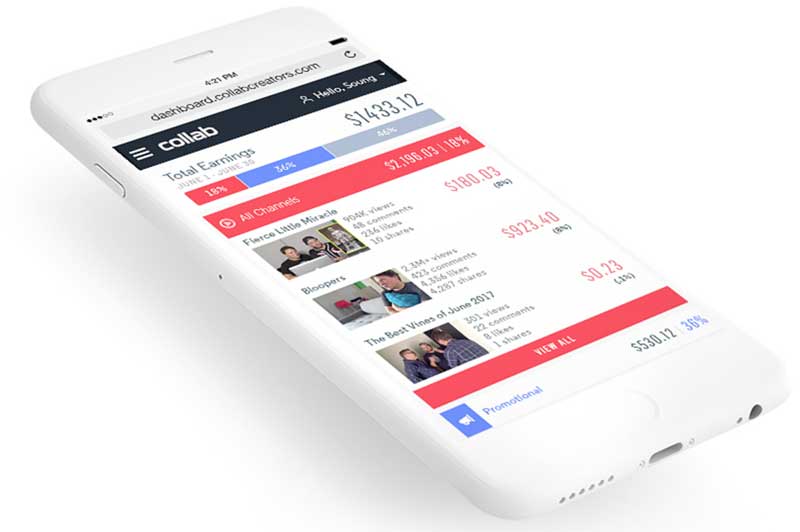 4:21 PM
dashboard.collabcreators.com
collab
Hello, Soung
Total Earnings
$1433.12
JUNE 1 - JUNE 30
18%
36%
46%
All Channels
$2,196.03 | 18%
Fierce Little Miracle
$180.03
904K views
(8%)
48 comments
236 likes
10 shares
Bloopers
$923.40
2.3M+ views
(8%)
423 comments
4,356 likes
4,287 shares
The Best Vines of June 2017
$0.23
301 views
22 comments
8 likes
1 shares
VIEW ALL
Promotional
$530.12 36%